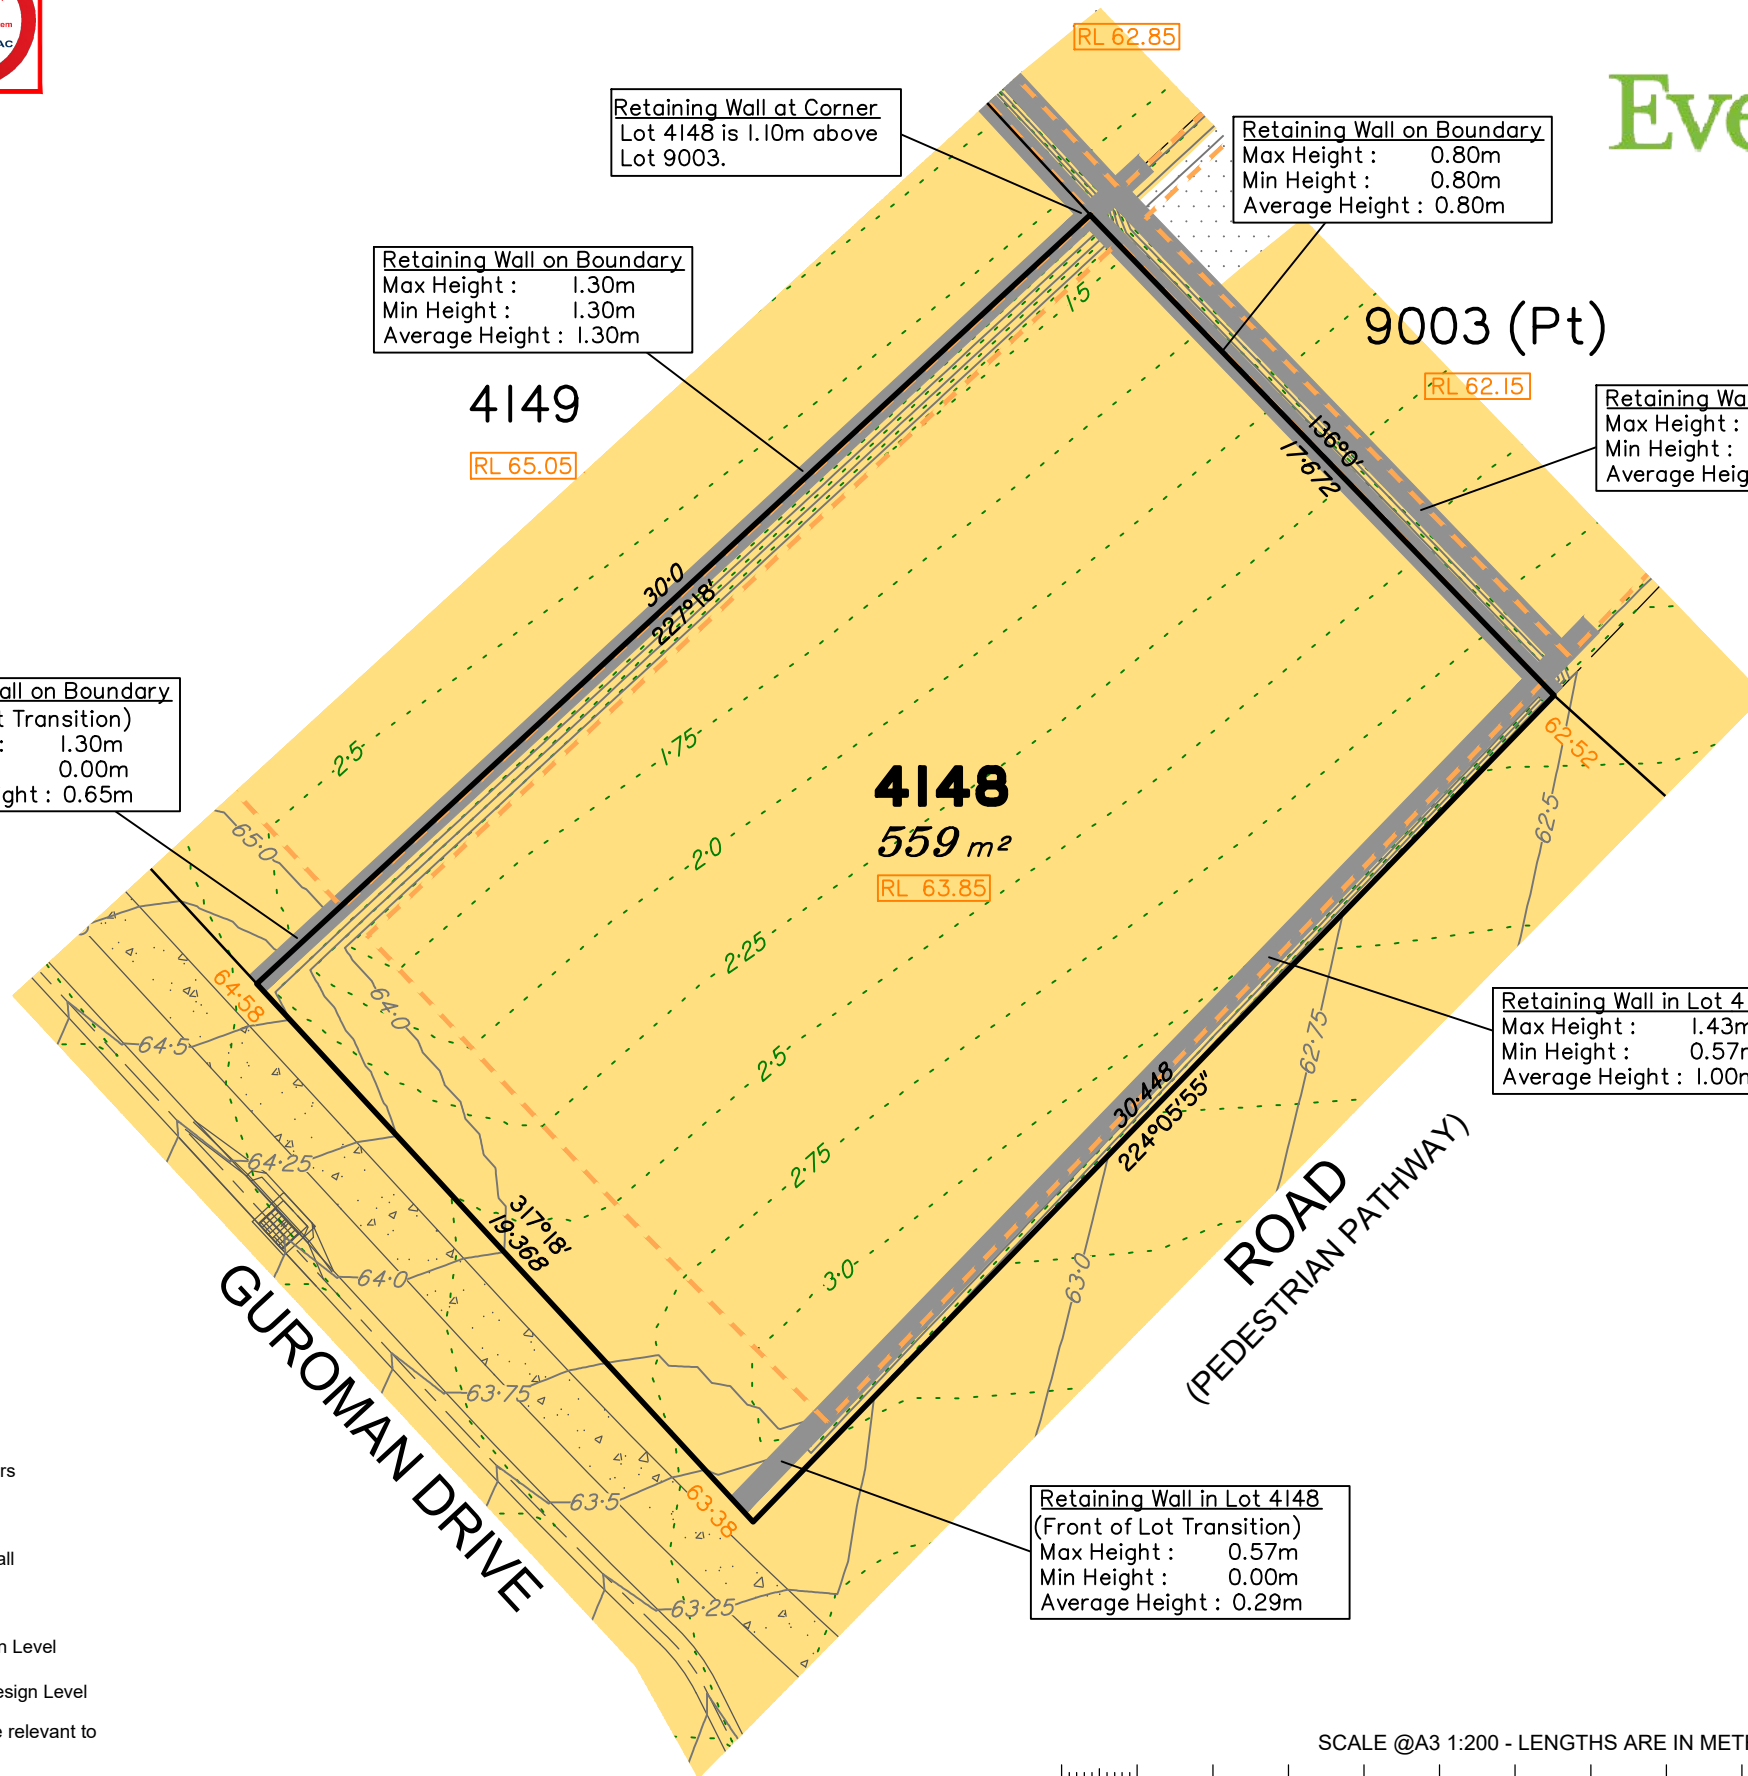 RL 62.85
Eve
Retaining Wall at Corner
Lot 4148 is 1.10m above
Lot 9003.
Retaining Wall on Boundary
Max Height : 0.80m
Min Height : 0.80m
Average Height : 0.80m
Retaining Wall on Boundary
Max Height : 1.30m
Min Height : 1.30m
Average Height : 1.30m
4149
RL 65.05
9003 (Pt)
RL 62.15
Retaining Wa
Max Height :
Min Height :
Average Heig
136°0'
17·672
30·0
227°18'
1·5
2·5
1·75
2·0
2·25
2·5
2·75
3·0
all on Boundary
t Transition)
: 1.30m
0.00m
ght : 0.65m
4148
559 m²
RL 63.85
62·52
62·5
62·75
63·0
65·0
64·0
64·58
64·5
64·25
64·0
63·75
63·5
63·38
63·25
317°18'
19·368
30·448
224°05'55"
Retaining Wall in Lot 4
Max Height : 1.43m
Min Height : 0.57m
Average Height : 1.00m
ROAD
(PEDESTRIAN PATHWAY)
GUROMAN DRIVE
Retaining Wall in Lot 4148
(Front of Lot Transition)
Max Height : 0.57m
Min Height : 0.00m
Average Height : 0.29m
rs
all
n Level
esign Level
e relevant to
SCALE @A3 1:200 - LENGTHS ARE IN MET